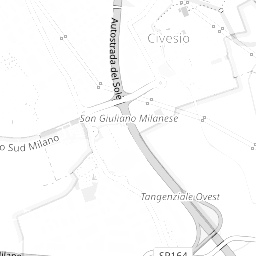 Autostrada del Sole
Civesio
San Giuliano Milanese
o Sud Milano
Tangenziale Ovest
SP164